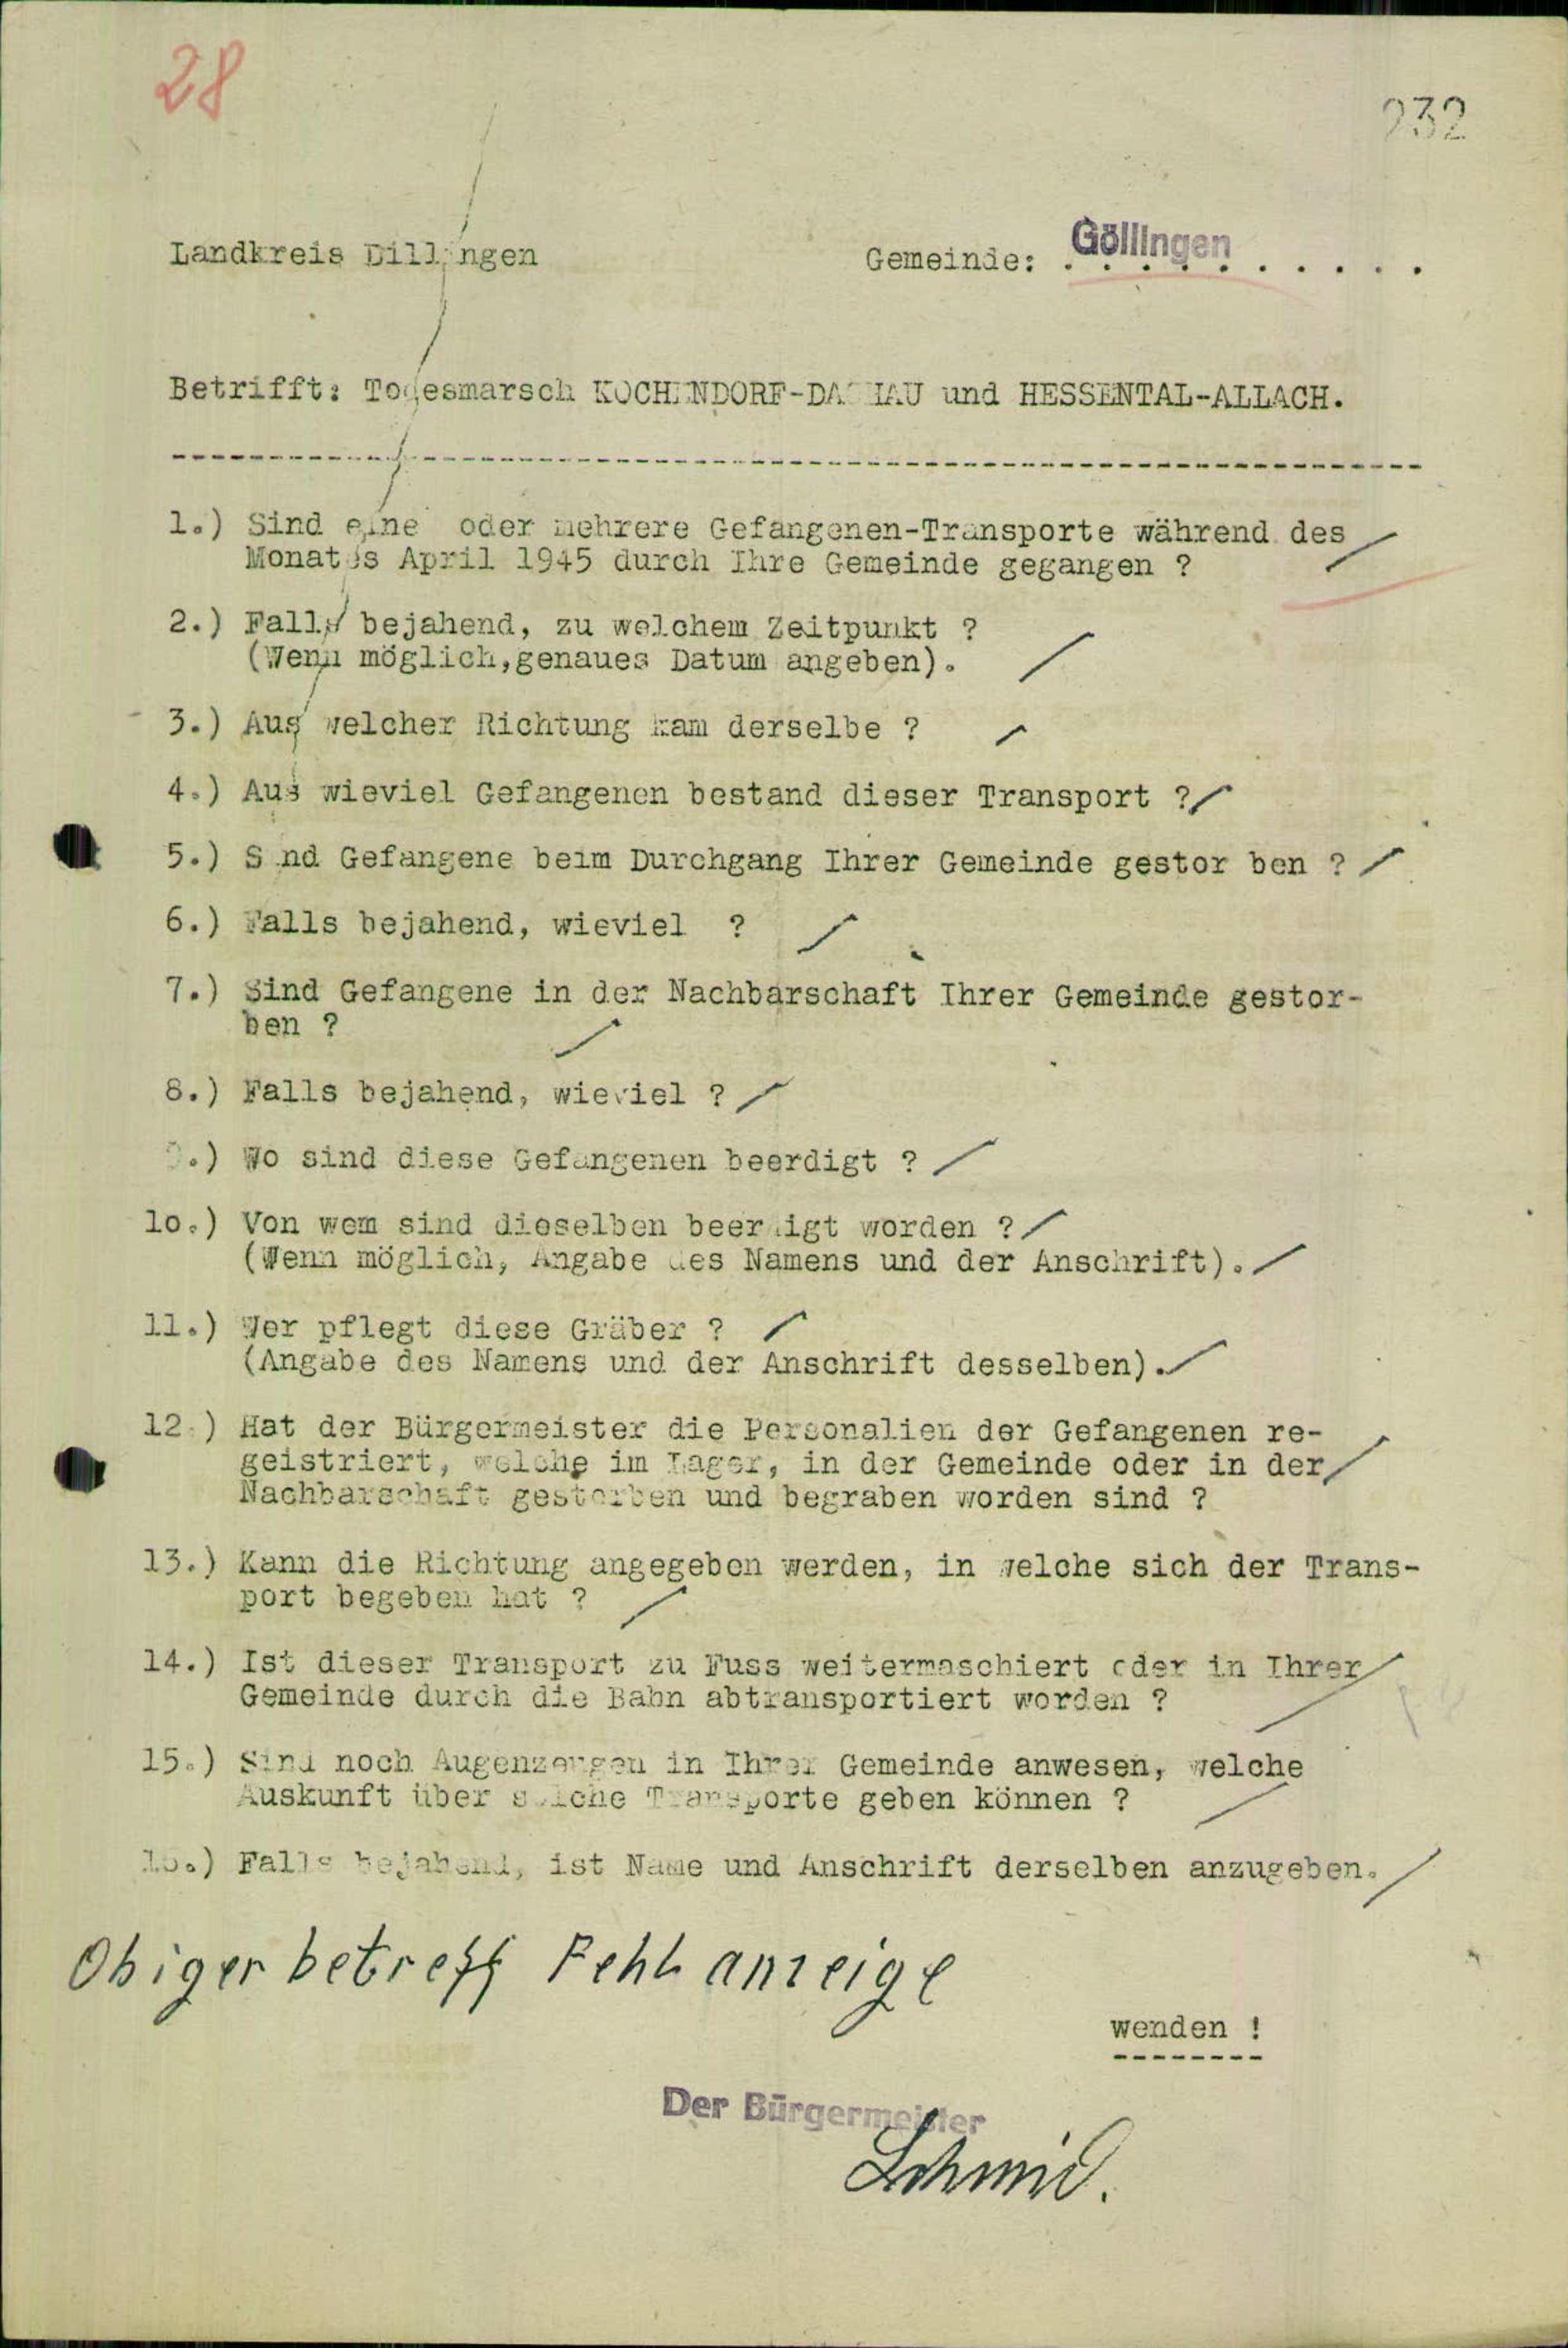 28
232
Landkreis Dillingen
Gemeinde: Göllingen . . . . . . . . . .
Betrifft: Todesmarsch KOCHENDORF-DACHAU und HESSENTAL-ALLACH.
1.) Sind eine oder mehrere Gefangenen-Transporte während des
Monates April 1945 durch Ihre Gemeinde gegangen ?
2.) Falls bejahend, zu welchem Zeitpunkt ?
(Wenn möglich,genaues Datum angeben).
3.) Aus welcher Richtung kam derselbe ?
4.) Aus wieviel Gefangenen bestand dieser Transport ?
5.) Sind Gefangene beim Durchgang Ihrer Gemeinde gestor ben ?
6.) Falls bejahend, wieviel ?
7.) Sind Gefangene in der Nachbarschaft Ihrer Gemeinde gestor-
ben ?
8.) Falls bejahend, wieviel ?
9.) Wo sind diese Gefangenen beerdigt ?
10.) Von wem sind dieselben beerdigt worden ?
(Wenn möglich, Angabe des Namens und der Anschrift).
11.) Wer pflegt diese Gräber ?
(Angabe des Namens und der Anschrift desselben).
12.) Hat der Bürgermeister die Personalien der Gefangenen re-
geistriert, welche im Lager, in der Gemeinde oder in der
Nachbarschaft gestorben und begraben worden sind ?
13.) Kann die Richtung angegeben werden, in welche sich der Trans-
port begeben hat ?
14.) Ist dieser Transport zu Fuss weitermaschiert oder in Ihrer
Gemeinde durch die Bahn abtransportiert worden ?
15.) Sind noch Augenzeugen in Ihrer Gemeinde anwesen, welche
Auskunft über solche Transporte geben können ?
16.) Falls bejahend, ist Name und Anschrift derselben anzugeben.
Obiger betreff Fehlanzeige
wenden !
Der Bürgermeister
Schmid.